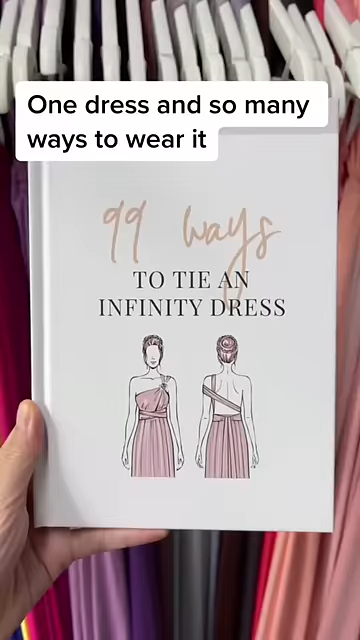 One dress and so many
ways to wear it
99 ways
TO TIE AN
INFINITY DRESS